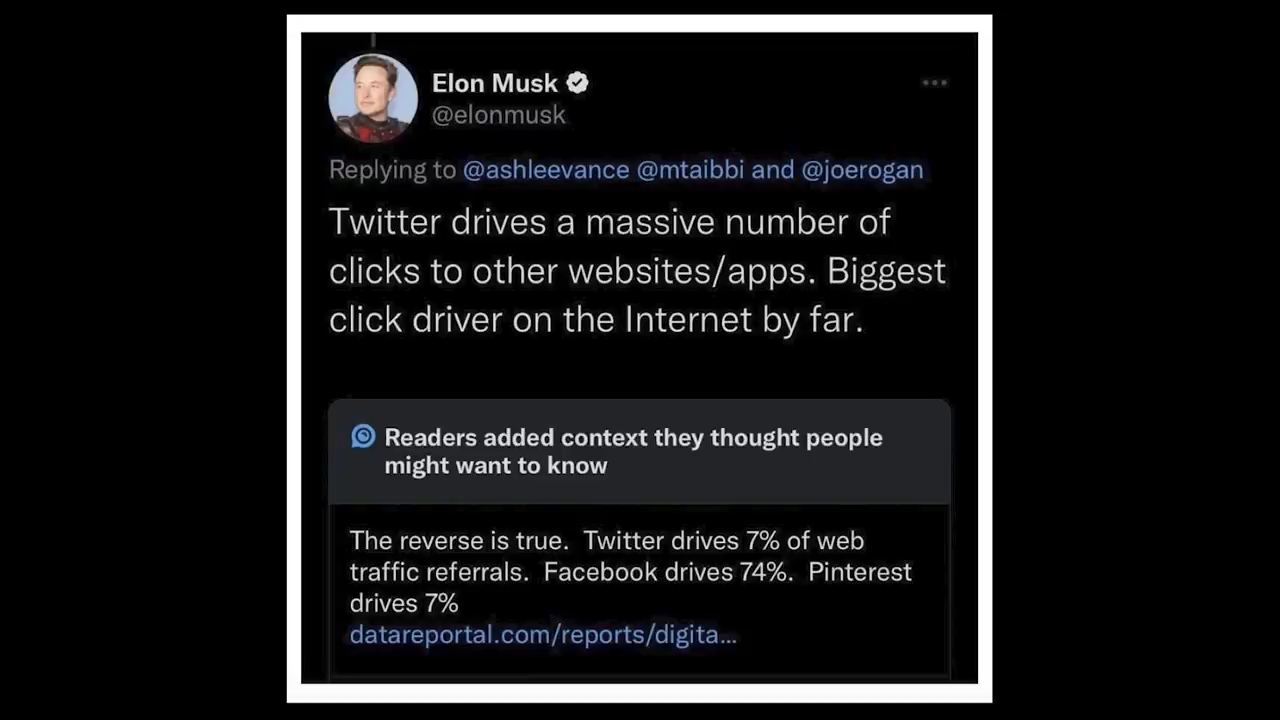 Elon Musk
@elonmusk
Replying to @ashleevance @mtaibbi and @joerogan
Twitter drives a massive number of
clicks to other websites/apps. Biggest
click driver on the Internet by far.
Readers added context they thought people
might want to know
The reverse is true.  Twitter drives 7% of web
traffic referrals.  Facebook drives 74%.  Pinterest
drives 7%
datareportal.com/reports/digita...